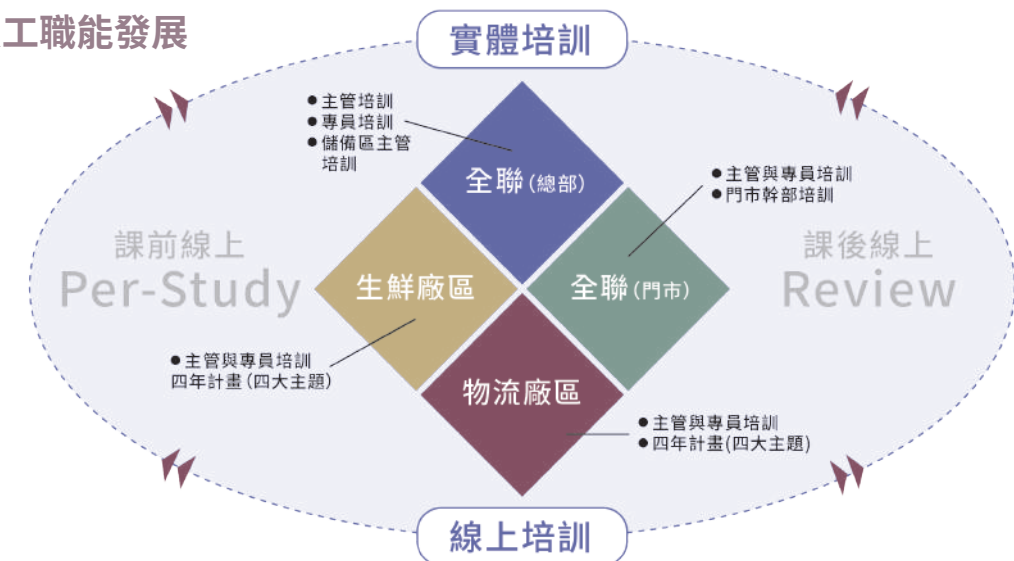 工職能發展
實體培訓
●主管培訓
●專員培訓
●儲備區主管
培訓
全聯(總部)
●主管與專員培訓
●門市幹部培訓
課前線上
Per-Study
生鮮廠區
全聯(門市)
課後線上
Review
●主管與專員培訓
四年計畫(四大主題)
物流廠區
●主管與專員培訓
●四年計畫(四大主題)
線上培訓